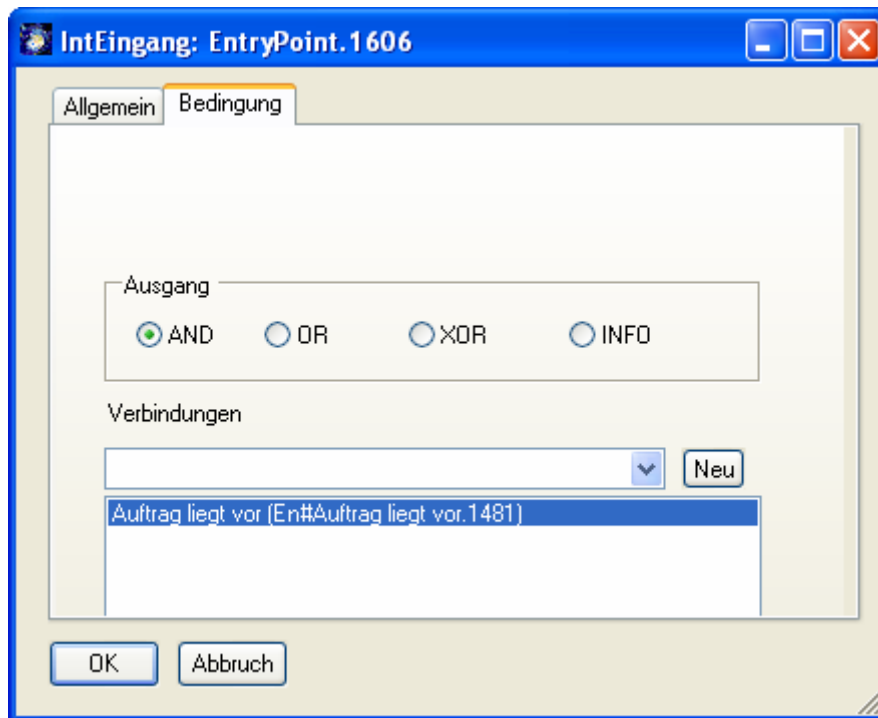 IntEingang: EntryPoint.1606
Allgemein Bedingung
Ausgang
AND OR XOR INFO
Verbindungen
Neu
Auftrag liegt vor (En#Auftrag liegt vor.1481)
OK Abbruch